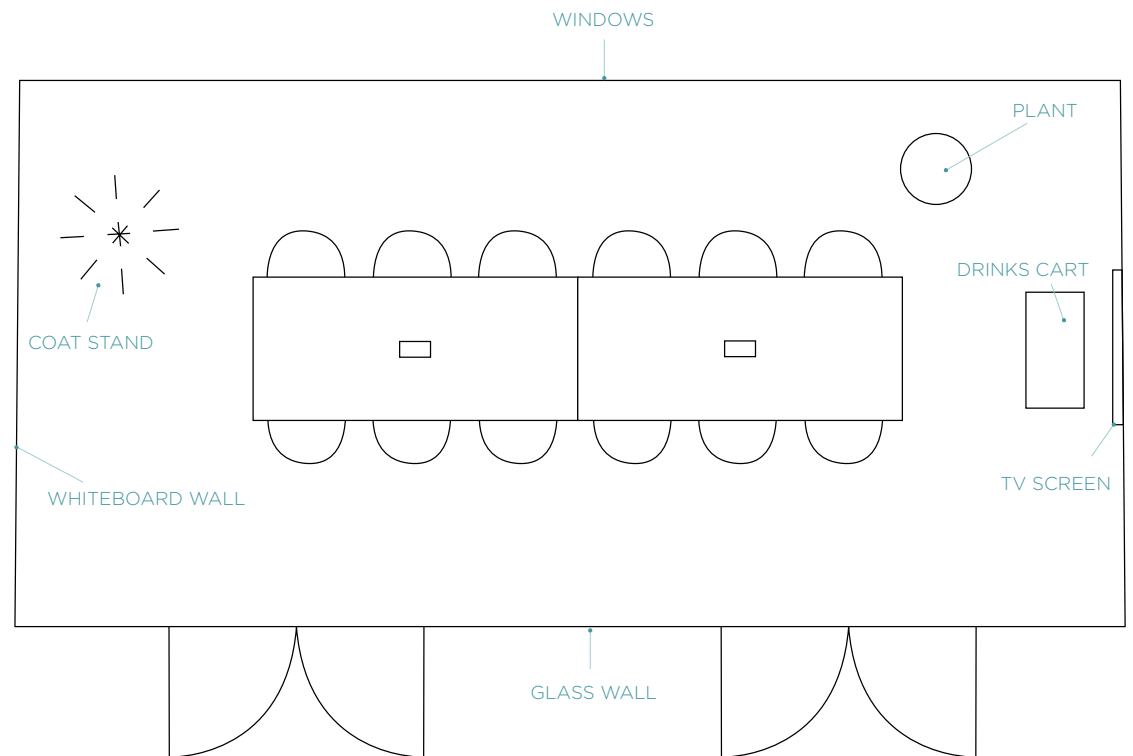 WINDOWS
PLANT
DRINKS CART
COAT STAND
TV SCREEN
WHITEBOARD WALL
GLASS WALL